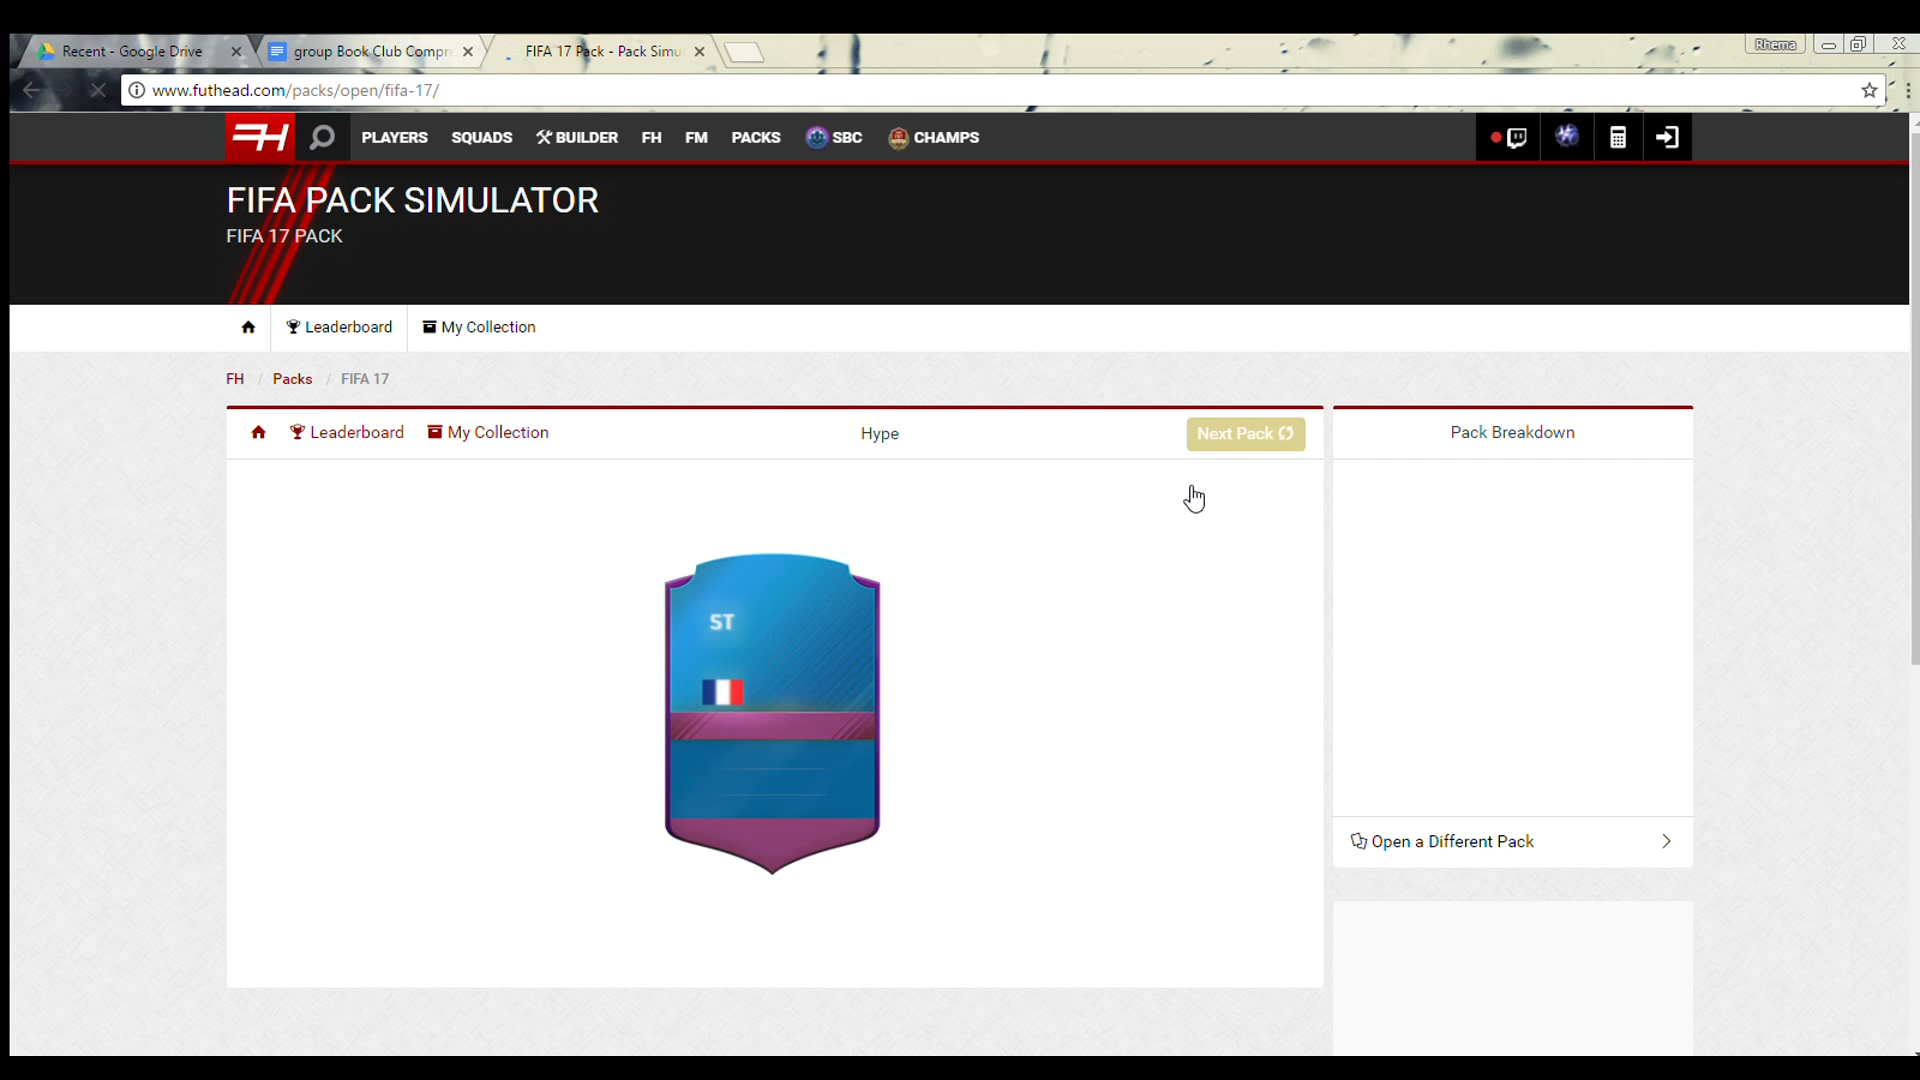 Recent - Google Drive
group Book Club Compr
FIFA 17 Pack - Pack Simu
Rhema
www.futhead.com/packs/open/fifa-17/
FH
PLAYERS
SQUADS
BUILDER
FH
FM
PACKS
SBC
CHAMPS
FIFA PACK SIMULATOR
FIFA 17 PACK
Leaderboard
My Collection
FH / Packs / FIFA 17
Leaderboard
My Collection
Hype
Next Pack
Pack Breakdown
ST
Open a Different Pack